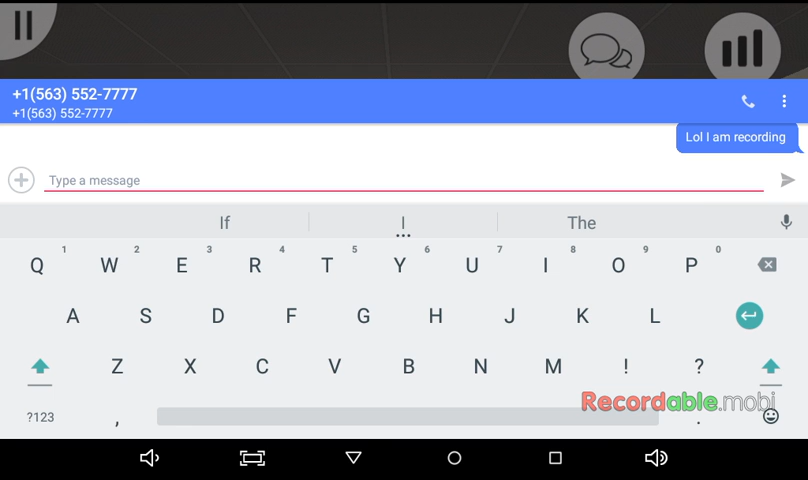 +1(563) 552-7777
+1(563) 552-7777
Lol I am recording
Type a message
If I The
1 2 3 4 5 6 7 8 9 0
Q W E R T Y U I O P
A S D F G H J K L
Z X C V B N M ! ?
Recordable.mobi
?123 , .